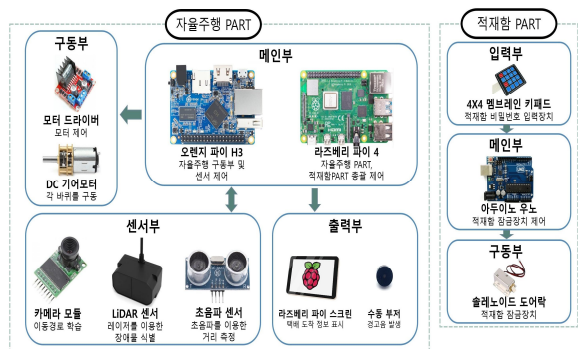 자율주행 PART
구동부
모터 드라이버
모터 제어
DC 기어모터
각 바퀴를 구동
메인부
오렌지 파이 H3
자율주행 구동부 및
센서 제어
라즈베리 파이 4
자율주행 PART,
적재함PART 총괄 제어
센서부
카메라 모듈
이동경로 학습
LiDAR 센서
레이저를 이용한
장애물 식별
초음파 센서
초음파를 이용한
거리 측정
출력부
라즈베리 파이 스크린
택배 도착 정보 표시
수동 부저
경고음 발생
적재함 PART
입력부
4X4 멤브레인 키패드
적재함 비밀번호 입력장치
메인부
아두이노 우노
적재함 잠금장치 제어
구동부
솔레노이드 도어락
적재함 잠금장치